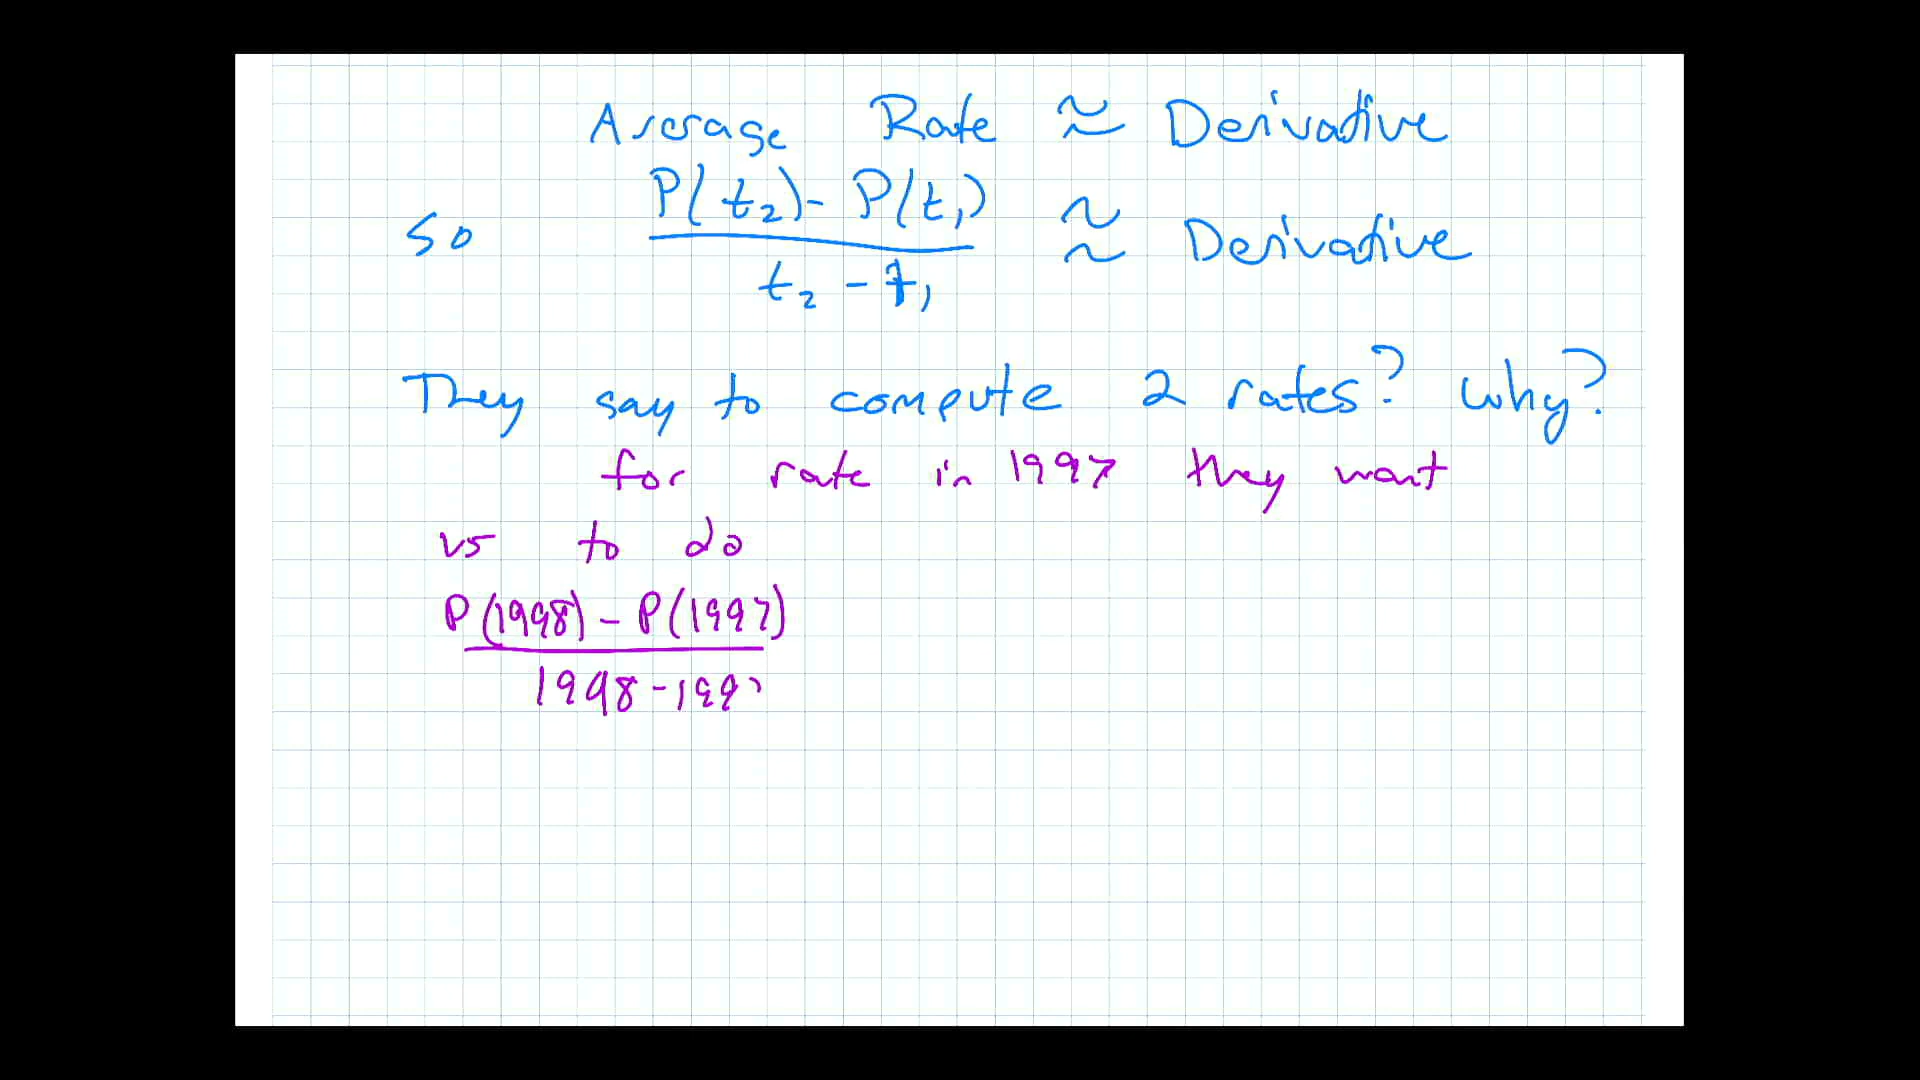 Average Rate ≈ Derivative
so P(t₂) - P(t₁) / t₂ - t₁ ≈ Derivative
They say to compute 2 rates? Why?
for rate in 1997 they want
us to do
P(1998) - P(1997)
1998 - 1997